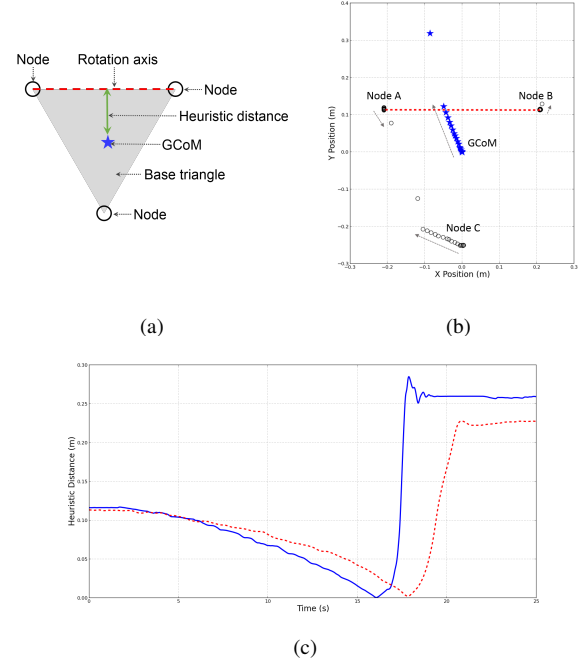 Node
Rotation axis
Node
Heuristic distance
GCoM
Base triangle
Node
(a)
Y Position (m)
0.4
0.3
0.2
0.1
0.0
−0.1
−0.2
−0.3
Node A
Node B
GCoM
Node C
−0.3 −0.2 −0.1 0.0 0.1 0.2 0.3
X Position (m)
(b)
Heuristic Distance (m)
0.30
0.25
0.20
0.15
0.10
0.05
0.00
0 5 10 15 20 25
Time (s)
(c)